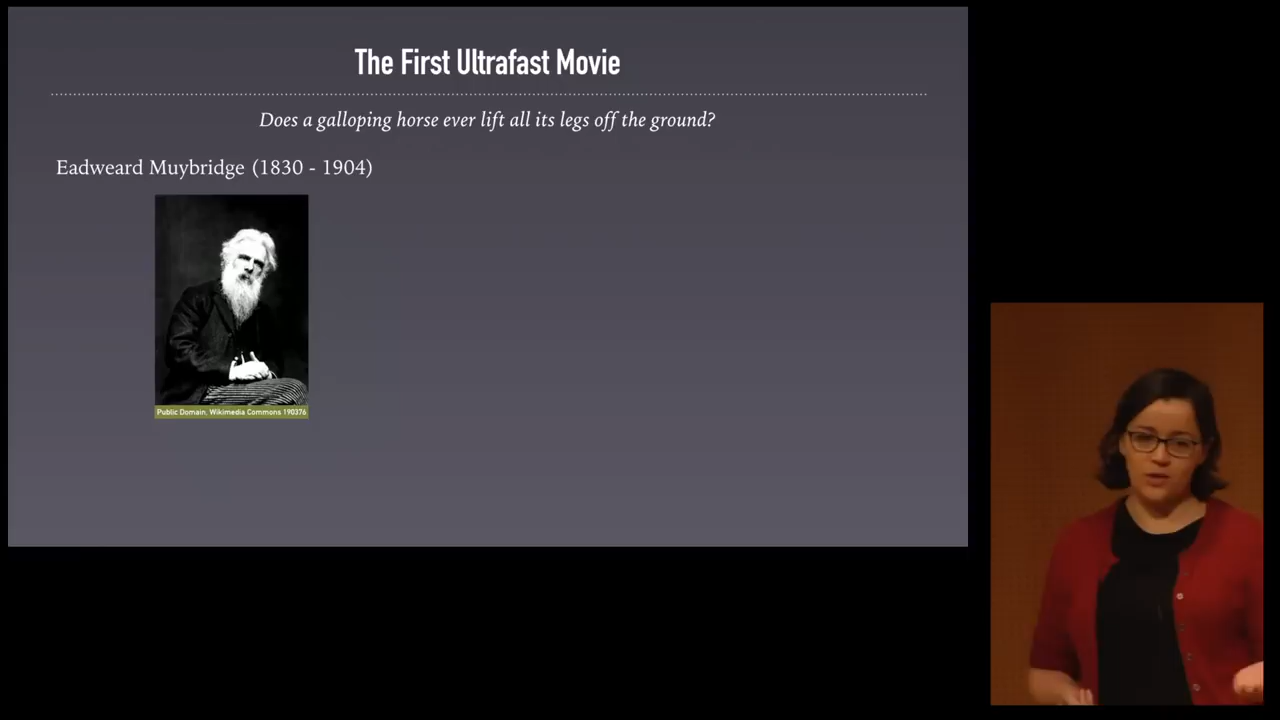 The First Ultrafast Movie
Does a galloping horse ever lift all its legs off the ground?
Eadweard Muybridge (1830 - 1904)
Public Domain, Wikimedia Commons 190376